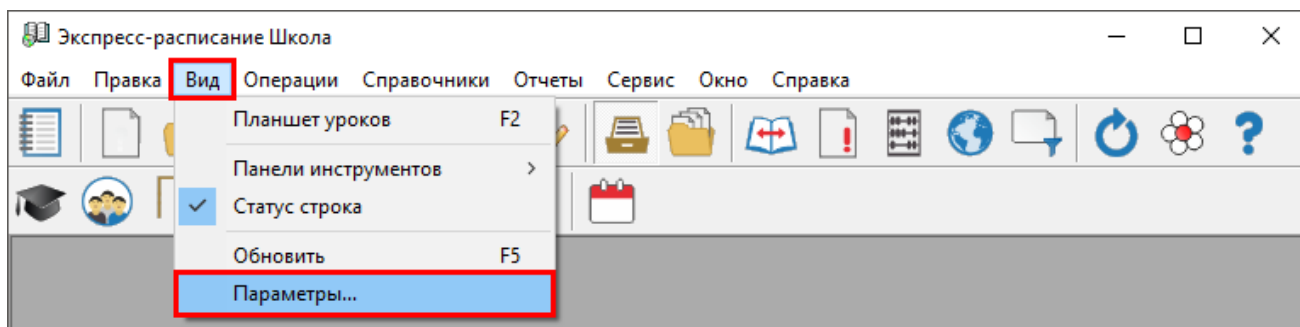 Экспресс-расписание Школа
Файл Правка Вид Операции Справочники Отчеты Сервис Окно Справка
Планшет уроков F2
Панели инструментов
Статус строка
Обновить F5
Параметры...